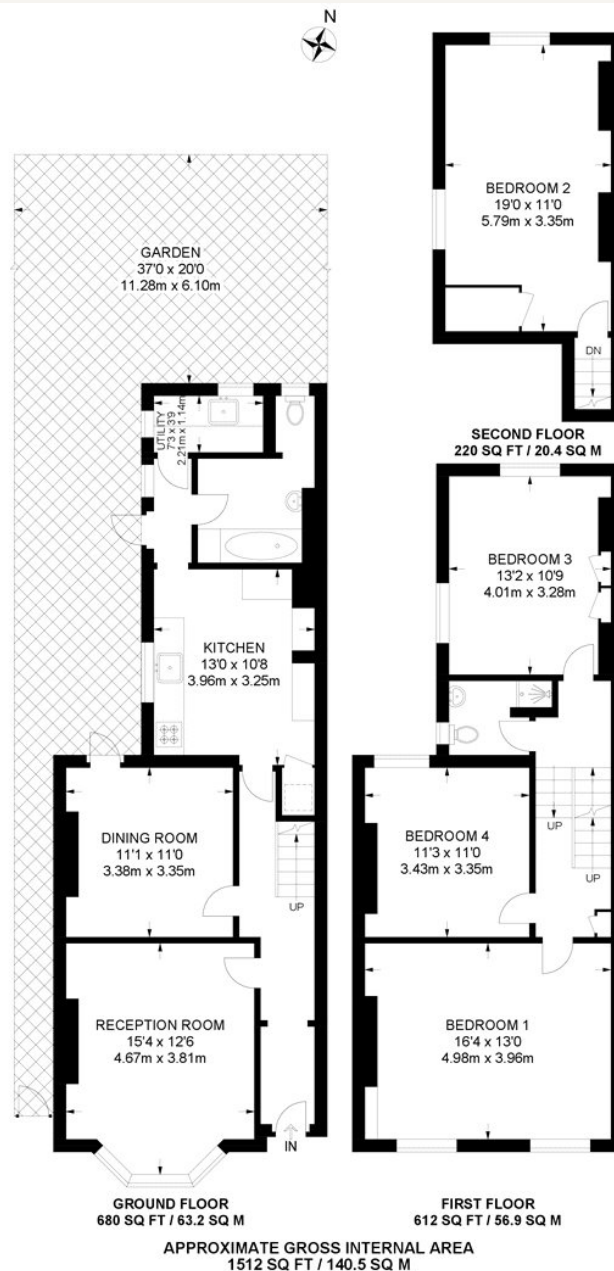 N
GARDEN
37'0 x 20'0
11.28m x 6.10m
UTILITY
7'3 x 3'9
2.21m x 1.14m
KITCHEN
13'0 x 10'8
3.96m x 3.25m
DINING ROOM
11'1 x 11'0
3.38m x 3.35m
UP
RECEPTION ROOM
15'4 x 12'6
4.67m x 3.81m
IN
GROUND FLOOR
680 SQ FT / 63.2 SQ M
BEDROOM 2
19'0 x 11'0
5.79m x 3.35m
DN
SECOND FLOOR
220 SQ FT / 20.4 SQ M
BEDROOM 3
13'2 x 10'9
4.01m x 3.28m
UP
UP
BEDROOM 4
11'3 x 11'0
3.43m x 3.35m
BEDROOM 1
16'4 x 13'0
4.98m x 3.96m
FIRST FLOOR
612 SQ FT / 56.9 SQ M
APPROXIMATE GROSS INTERNAL AREA
1512 SQ FT / 140.5 SQ M